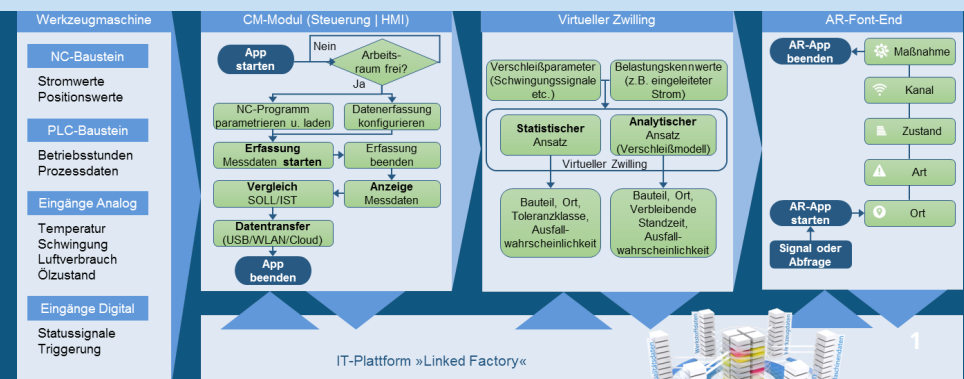 Werkzeugmaschine
NC-Baustein
Stromwerte
Positionswerte
PLC-Baustein
Betriebsstunden
Prozessdaten
Eingänge Analog
Temperatur
Schwingung
Luftverbrauch
Ölzustand
Eingänge Digital
Statussignale
Triggerung
CM-Modul (Steuerung | HMI)
App
starten
Nein
Arbeits-
raum frei?
Ja
NC-Programm
parametrieren u. laden
Datenerfassung
konfigurieren
Erfassung
Messdaten starten
Erfassung
beenden
Vergleich
SOLL/IST
Anzeige
Messdaten
Datentransfer
(USB/WLAN/Cloud)
App
beenden
Virtueller Zwilling
Verschleißparameter
(Schwingungssignale
etc.)
Belastungskennwerte
(z.B. eingeleiteter
Strom)
Statistischer
Ansatz
Analytischer
Ansatz
(Verschleißmodell)
Virtueller Zwilling
Bauteil, Ort,
Toleranzklasse,
Ausfall-
wahrscheinlichkeit
Bauteil, Ort,
Verbleibende
Standzeit,
Ausfall-
wahrscheinlichkeit
AR-Font-End
AR-App
beenden
Maßnahme
Kanal
Zustand
Art
AR-App
starten
Ort
Signal oder
Abfrage
IT-Plattform »Linked Factory«
1